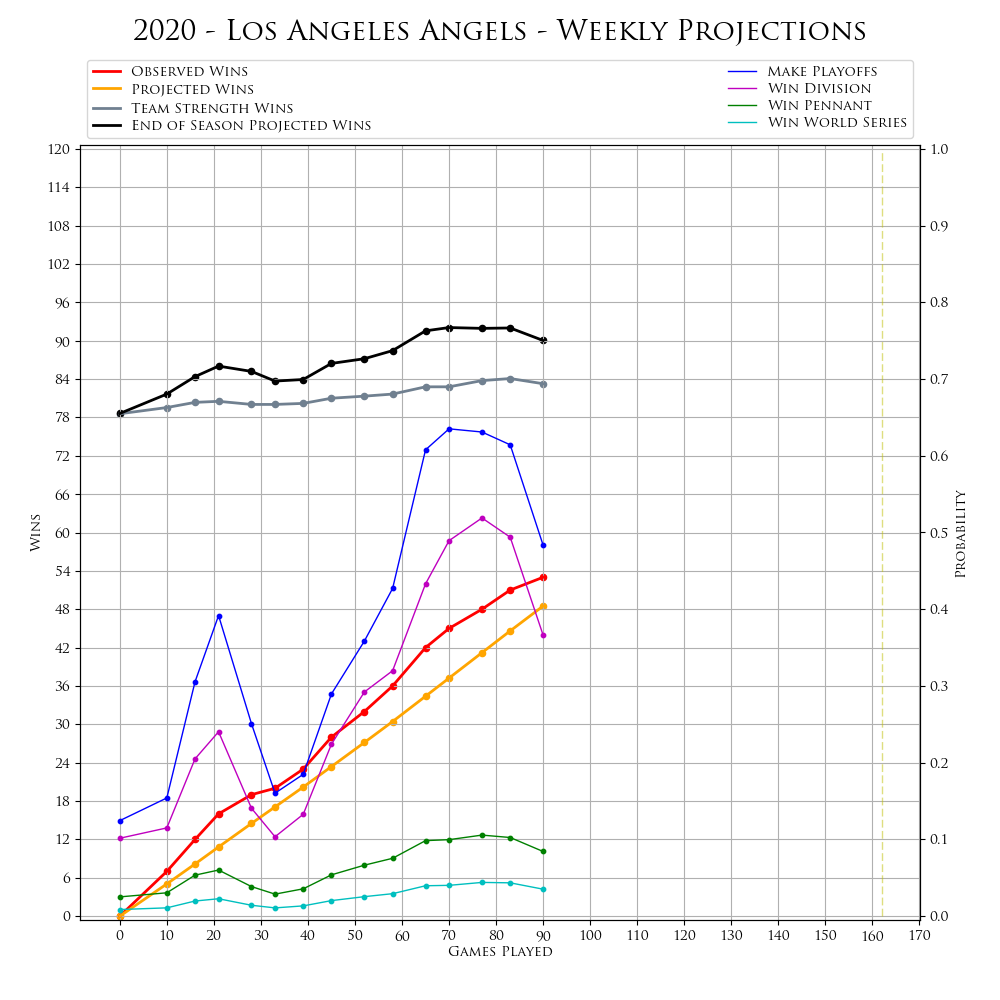 2020 - Los Angeles Angels - Weekly Projections
Observed Wins
Projected Wins
Team Strength Wins
End of Season Projected Wins
Make Playoffs
Win Division
Win Pennant
Win World Series
120
114
108
102
96
90
84
78
72
66
60
54
48
42
36
30
24
18
12
6
0
Wins
1.0
0.9
0.8
0.7
0.6
0.5
0.4
0.3
0.2
0.1
0.0
Probability
0 10 20 30 40 50 60 70 80 90 100 110 120 130 140 150 160 170
Games Played